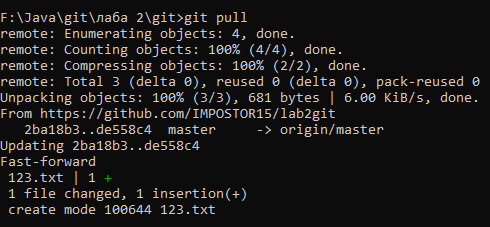 F:\Java\git\лаба 2\git>git pull
remote: Enumerating objects: 4, done.
remote: Counting objects: 100% (4/4), done.
remote: Compressing objects: 100% (2/2), done.
remote: Total 3 (delta 0), reused 0 (delta 0), pack-reused 0
Unpacking objects: 100% (3/3), 681 bytes | 6.00 KiB/s, done.
From https://github.com/IMPOSTOR15/lab2git
   2ba18b3..de558c4  master     -> origin/master
Updating 2ba18b3..de558c4
Fast-forward
 123.txt | 1 +
 1 file changed, 1 insertion(+)
 create mode 100644 123.txt